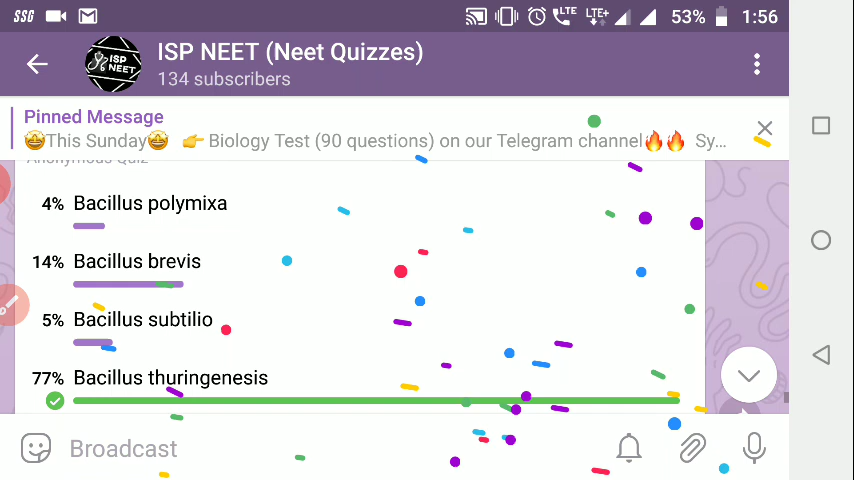 SSG LTE LTE+ 53% 1:56
ISP NEET
ISP NEET (Neet Quizzes)
134 subscribers
Pinned Message
🤩This Sunday🤩 👉 Biology Test (90 questions) on our Telegram channel🔥🔥 Sy...
Anonymous Quiz
4% Bacillus polymixa
14% Bacillus brevis
5% Bacillus subtilio
77% Bacillus thuringenesis
Broadcast